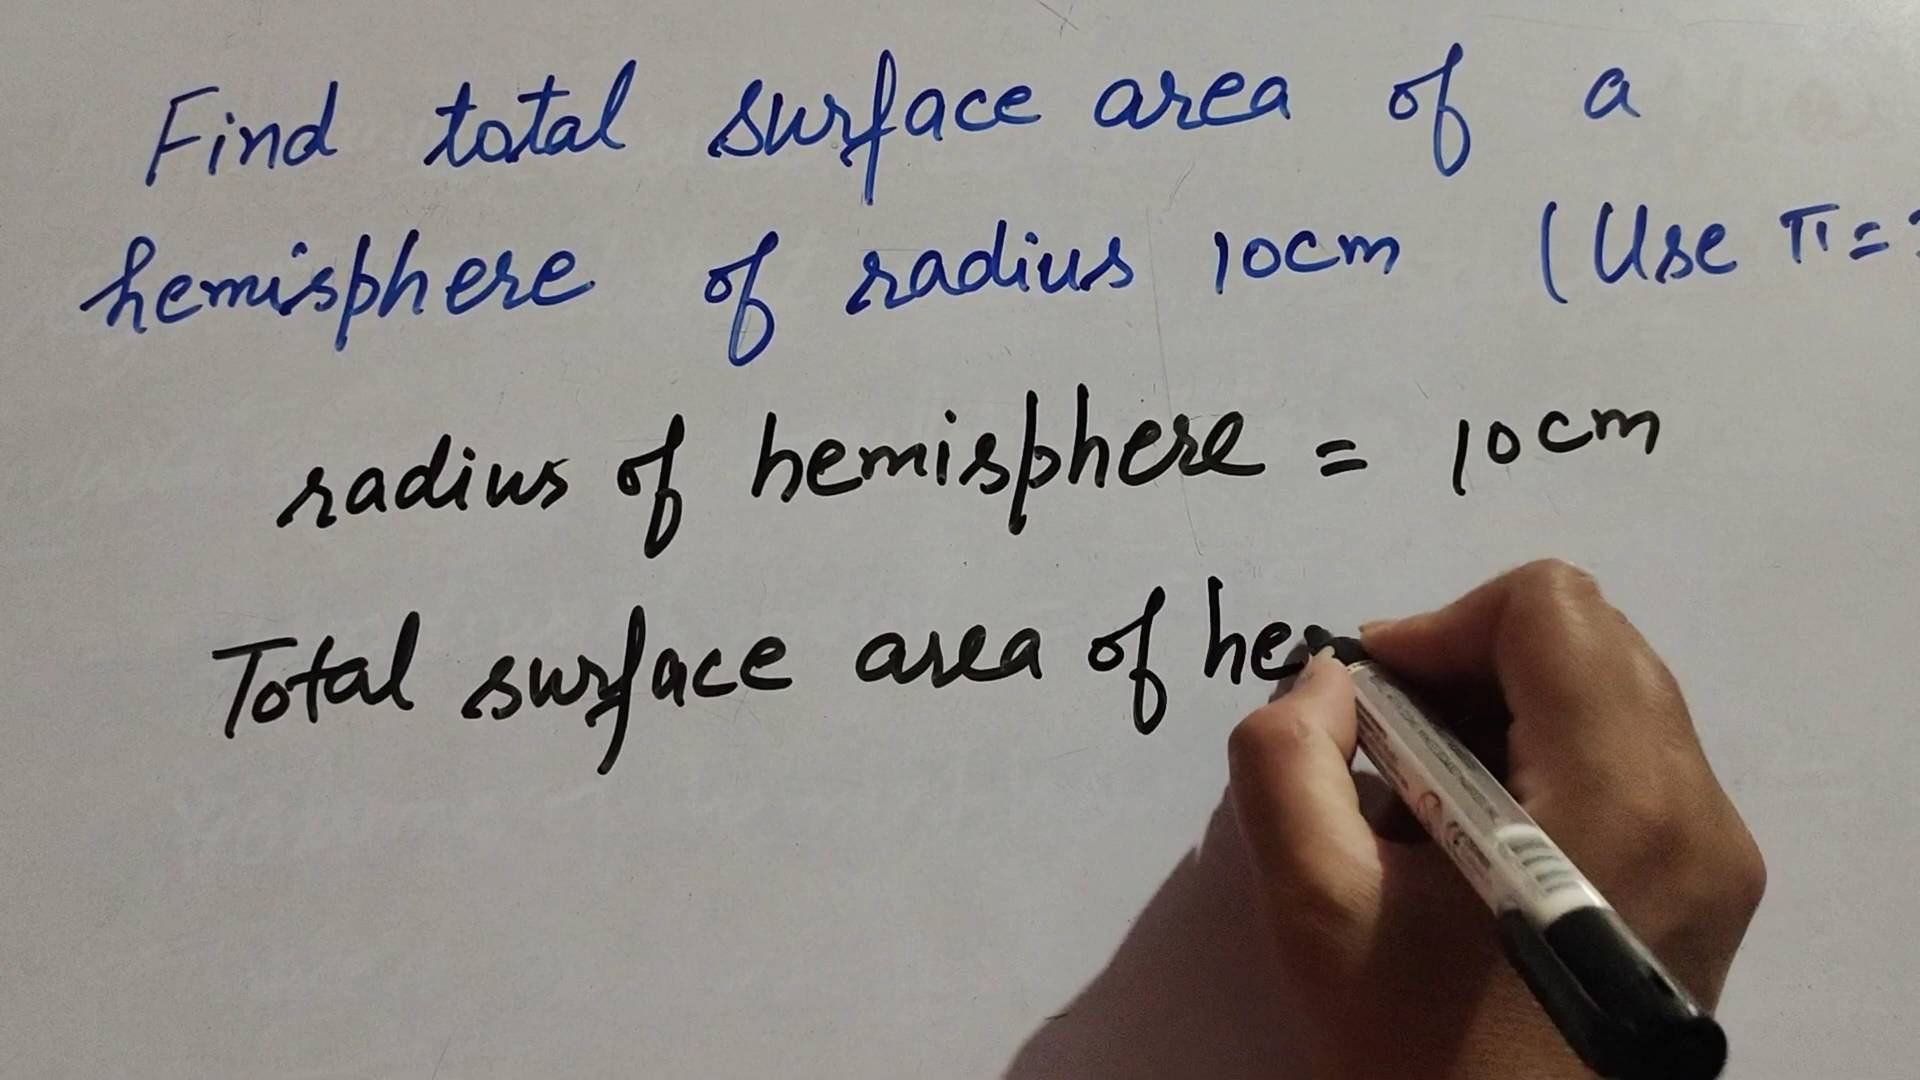 Find total surface area of a
hemisphere of radius 10cm (Use π=
radius of hemisphere = 10cm
Total surface area of he